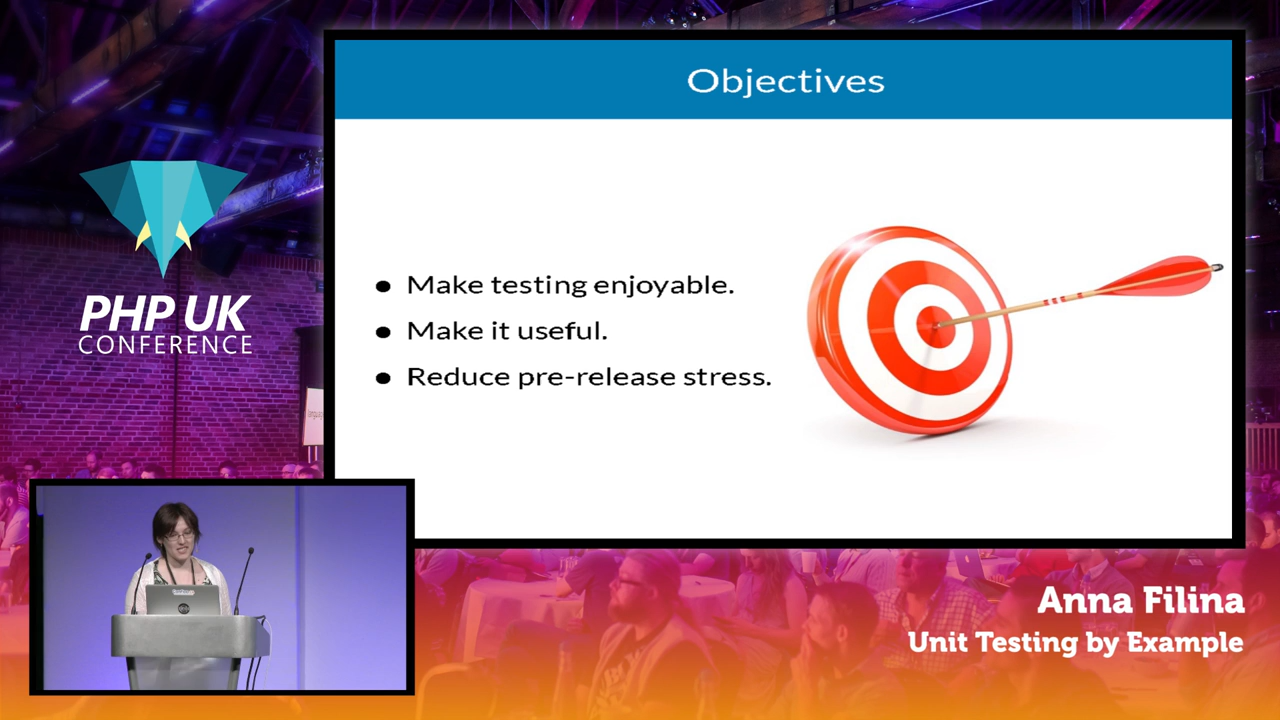 Objectives
• Make testing enjoyable.
• Make it useful.
• Reduce pre-release stress.
PHP UK
CONFERENCE
Anna Filina
Unit Testing by Example